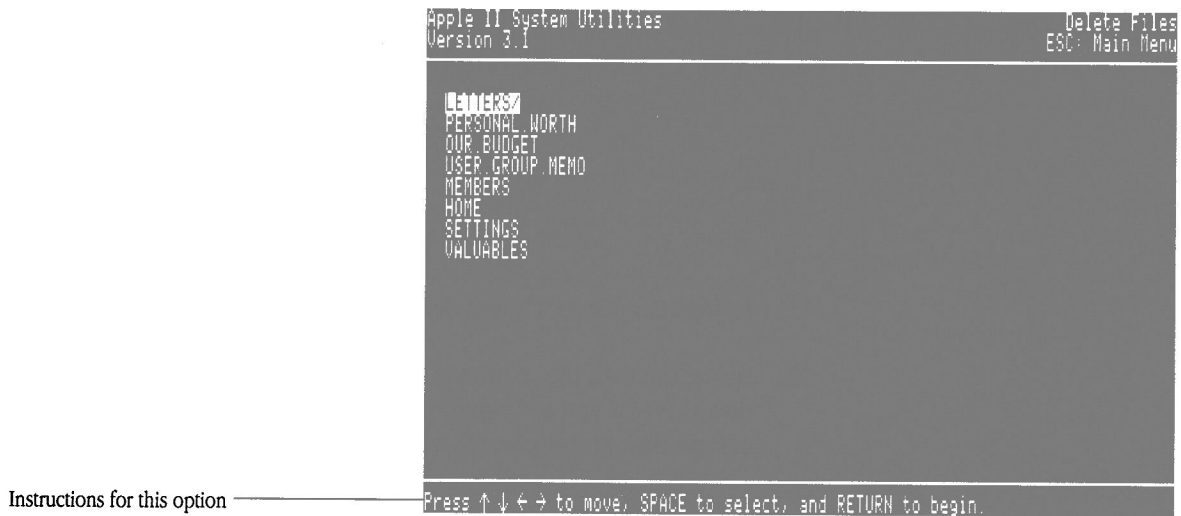 Apple II System Utilities Delete Files
Version 3.1 ESC: Main Menu
LETTERS/
PERSONAL.WORTH
OUR.BUDGET
USER.GROUP.MEMO
MEMBERS
HOME
SETTINGS
VALUABLES
Instructions for this option
Press ↑ ↓ ← → to move, SPACE to select, and RETURN to begin.